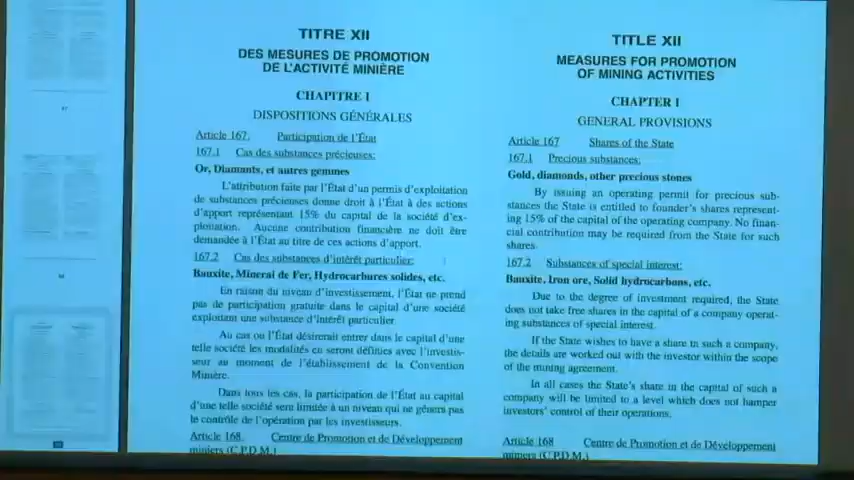 TITRE XII
DES MESURES DE PROMOTION
DE L'ACTIVITÉ MINIÈRE
CHAPITRE I
DISPOSITIONS GÉNÉRALES
Article 167. Participation de l'État
167.1 Cas des substances précieuses:
Or, Diamants, et autres gemmes
L'attribution faite par l'État d'un permis d'exploitation
de substances précieuses donne droit à l'État à des actions
d'apport représentant 15% du capital de la société d'ex-
ploitation. Aucune contribution financière ne doit être
demandée à l'État au titre de ces actions d'apport.
167.2 Cas des substances d'intérêt particulier:
Bauxite, Minerai de Fer, Hydrocarbures solides, etc.
En raison du niveau d'investissement, l'État ne prend
pas de participation gratuite dans le capital d'une société
exploitant une substance d'intérêt particulier.
Au cas ou l'État désirerait entrer dans le capital d'une
telle société les modalités en seront définies avec l'investis-
seur au moment de l'établissement de la Convention
Minière.
Dans tous les cas, la participation de l'État au capital
d'une telle société sera limitée à un niveau qui ne gênera pas
le contrôle de l'opération par les investisseurs.
Article 168. Centre de Promotion et de Développement
miniers (C.P.D.M.)
TITLE XII
MEASURES FOR PROMOTION
OF MINING ACTIVITIES
CHAPTER I
GENERAL PROVISIONS
Article 167 Shares of the State
167.1 Precious substances:
Gold, diamonds, other precious stones
By issuing an operating permit for precious sub-
stances the State is entitled to founder's shares represent-
ing 15% of the capital of the operating company. No finan-
cial contribution may be required from the State for such
shares.
167.2 Substances of special interest:
Bauxite, Iron ore, Solid hydrocarbons, etc.
Due to the degree of investment required, the State
does not take free shares in the capital of a company operat-
ing substances of special interest.
If the State wishes to have a share in such a company,
the details are worked out with the investor within the scope
of the mining agreement.
In all cases the State's share in the capital of such a
company will be limited to a level which does not hamper
investors' control of their operations.
Article 168 Centre de Promotion et de Développement
miniers (C.P.D.M.)